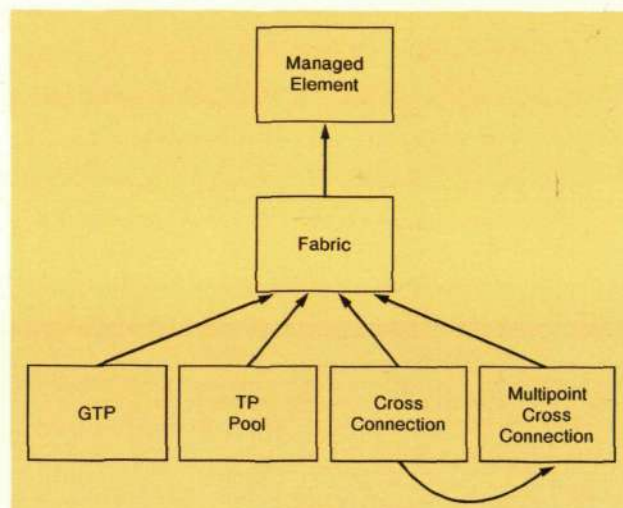 Managed
Element
Fabric
GTP
TP
Pool
Cross
Connection
Multipoint
Cross
Connection